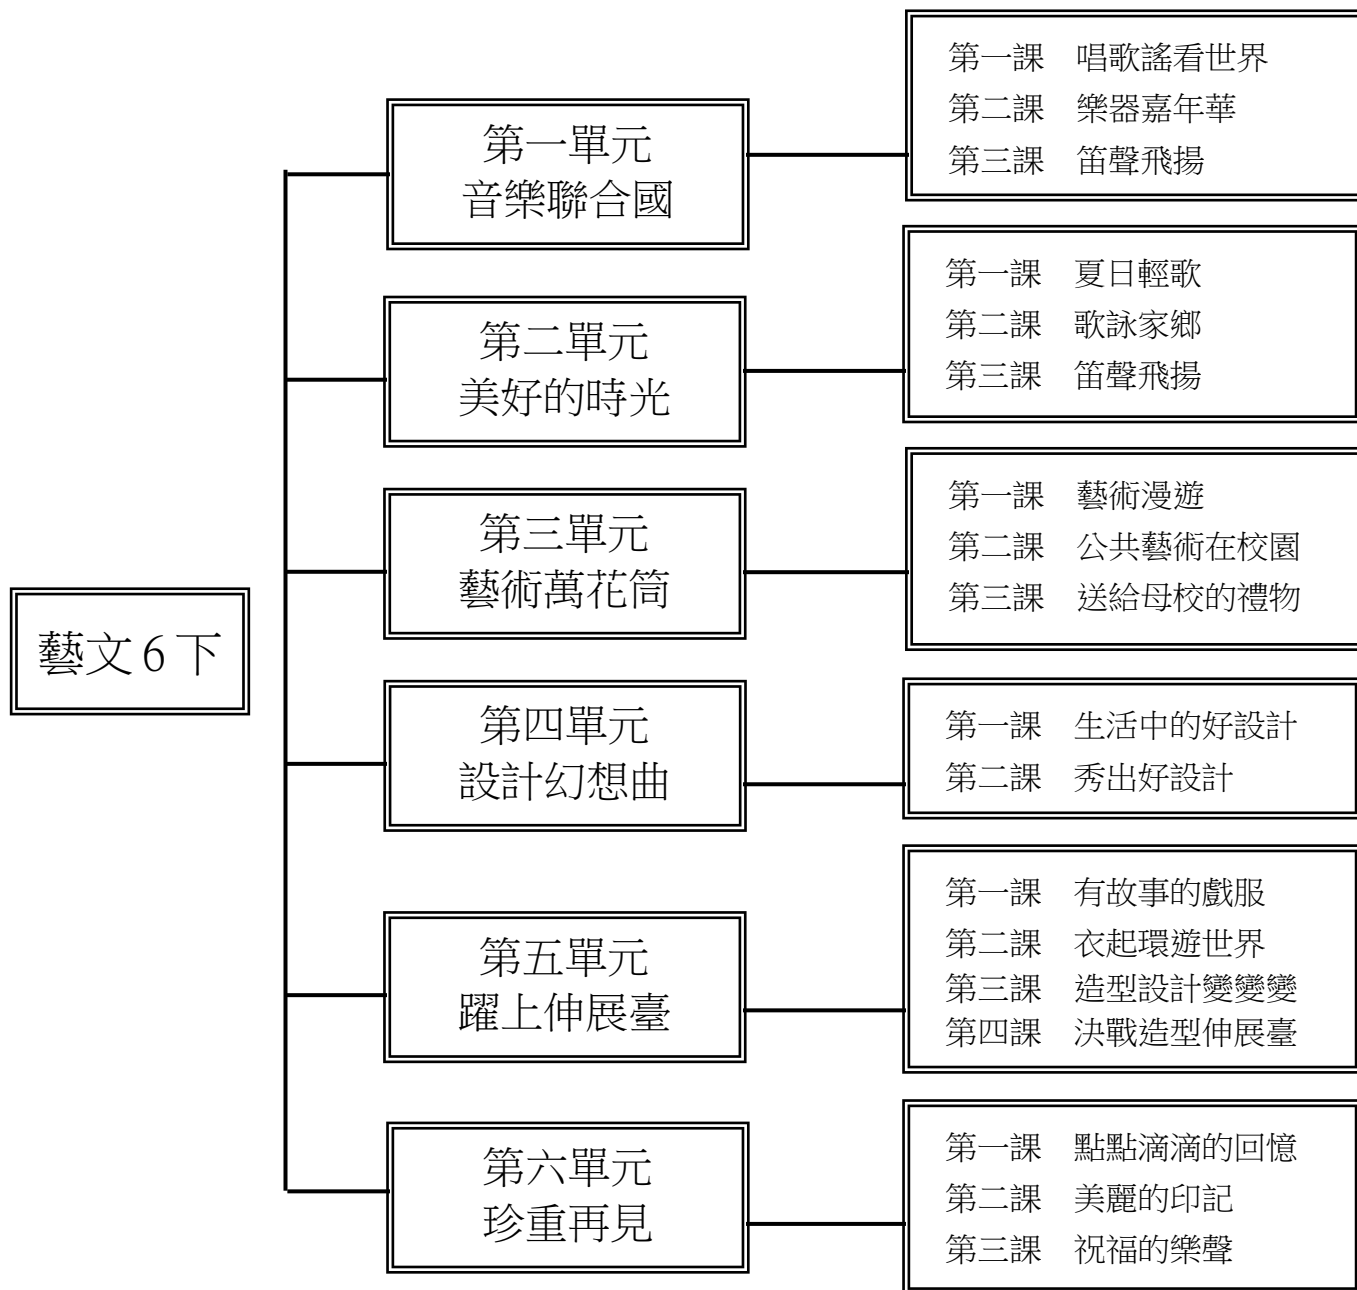 藝文6下
第一單元
音樂聯合國
第一課　唱歌謠看世界
第二課　樂器嘉年華
第三課　笛聲飛揚
第二單元
美好的時光
第一課　夏日輕歌
第二課　歌詠家鄉
第三課　笛聲飛揚
第三單元
藝術萬花筒
第一課　藝術漫遊
第二課　公共藝術在校園
第三課　送給母校的禮物
第四單元
設計幻想曲
第一課　生活中的好設計
第二課　秀出好設計
第五單元
躍上伸展臺
第一課　有故事的戲服
第二課　衣起環遊世界
第三課　造型設計變變變
第四課　決戰造型伸展臺
第六單元
珍重再見
第一課　點點滴滴的回憶
第二課　美麗的印記
第三課　祝福的樂聲